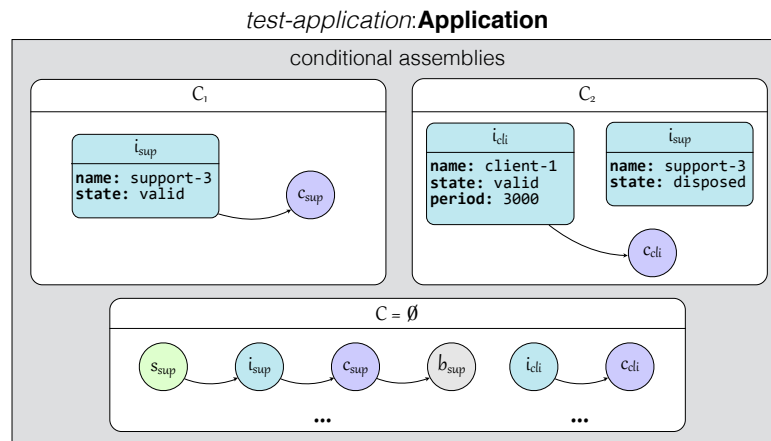 test-application:Application
conditional assemblies
C₁
i_sup
name: support-3
state: valid
c_sup
C₂
i_cli
name: client-1
state: valid
period: 3000
i_sup
name: support-3
state: disposed
c_cli
C = Ø
s_sup i_sup c_sup b_sup i_cli c_cli
... ...